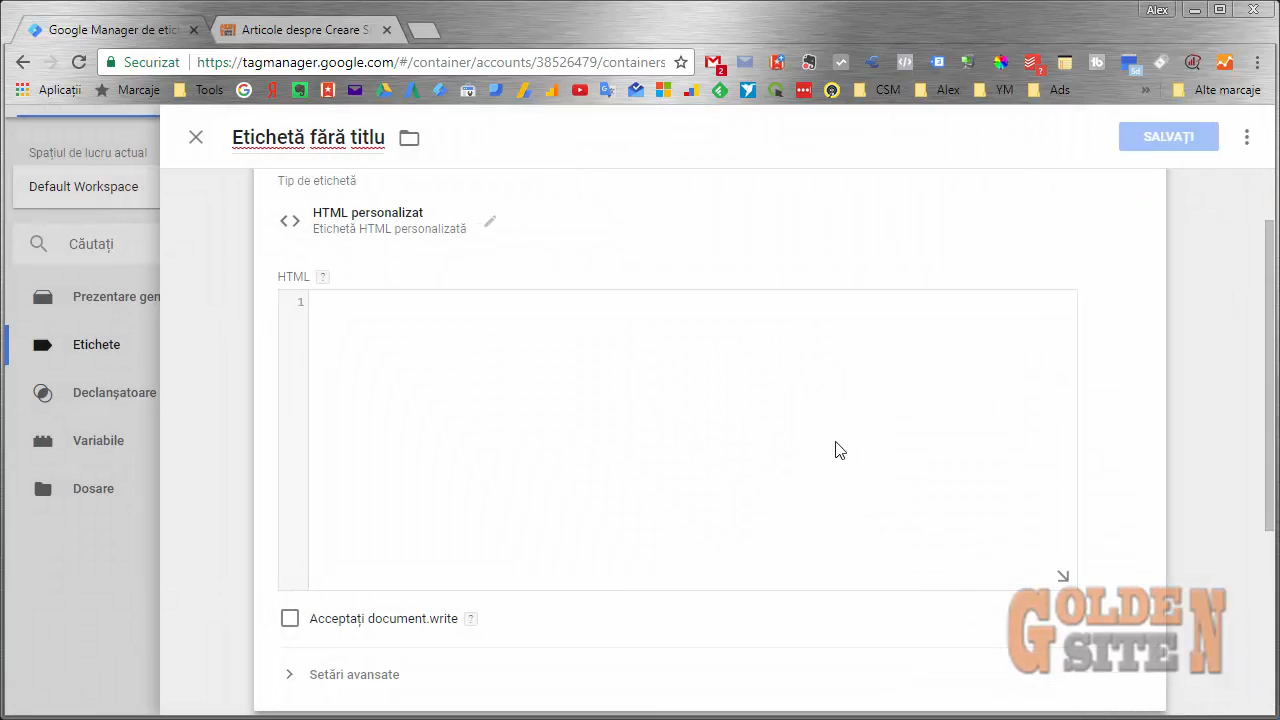 Alex
Google Manager de etich
Articole despre Creare S
Securizat
https://tagmanager.google.com/#/container/accounts/38526479/containers
2
?
5d
Aplicații
Marcaje
Tools
CSM
Alex
YM
Ads
»
Alte marcaje
Etichetă fără titlu
SALVAȚI
Spațiul de lucru actual
Default Workspace
Căutați
Prezentare gen
Etichete
Declanșatoare
Variabile
Dosare
Tip de etichetă
HTML personalizat
Etichetă HTML personalizată
HTML ?
1
Acceptați document.write ?
Setări avansate
GOLDEN
SITE